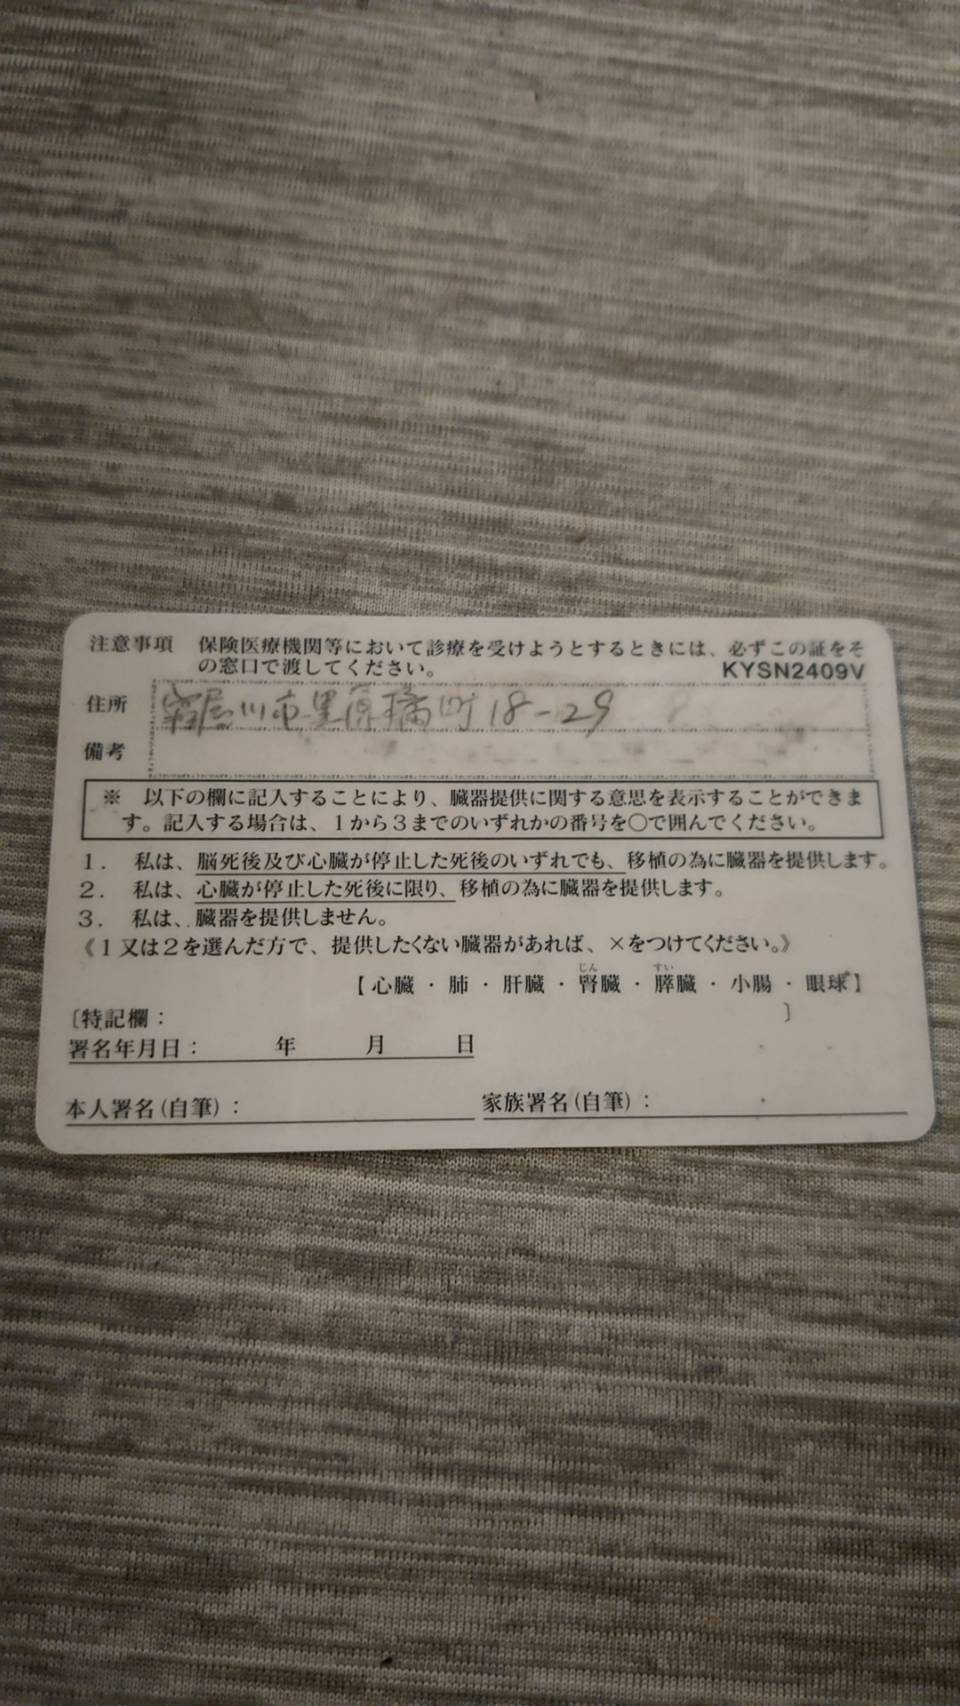 注意事項　保険医療機関等において診療を受けようとするときには、必ずこの証をそ
の窓口で渡してください。
KYSN2409V
住所　寝屋川市黒原橘町18-29
備考
※　以下の欄に記入することにより、臓器提供に関する意思を表示することができま
す。記入する場合は、１から３までのいずれかの番号を○で囲んでください。
１.　私は、脳死後及び心臓が停止した死後のいずれでも、移植の為に臓器を提供します。
２.　私は、心臓が停止した死後に限り、移植の為に臓器を提供します。
３.　私は、臓器を提供しません。
《１又は２を選んだ方で、提供したくない臓器があれば、×をつけてください。》
じん　すい
【心臓・肺・肝臓・腎臓・膵臓・小腸・眼球】
〔特記欄：　〕
署名年月日：　年　月　日
本人署名(自筆)：　家族署名(自筆)：